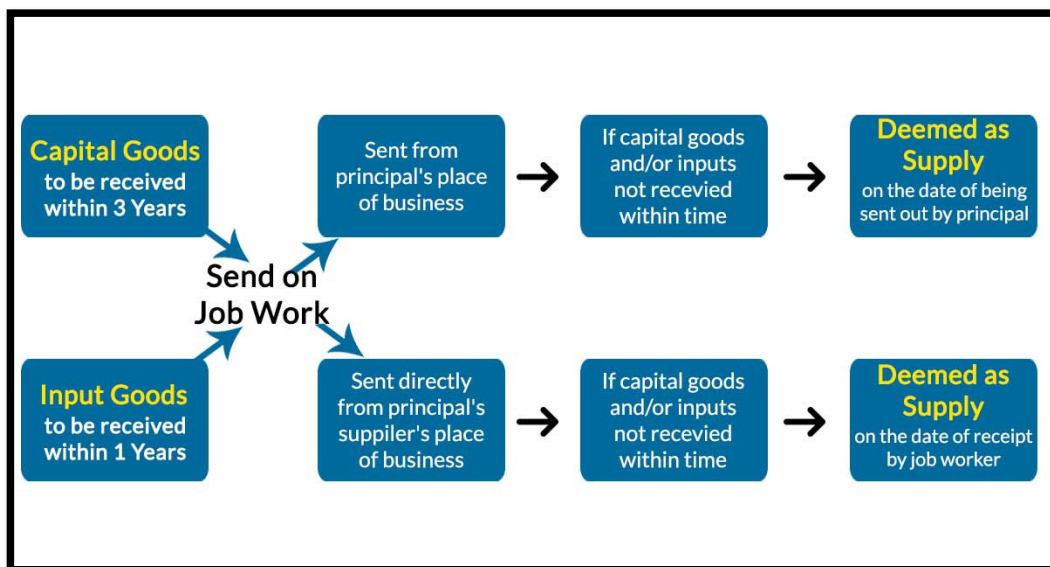 Capital Goods
to be received
within 3 Years
Sent from
principal's place
of business
If capital goods
and/or inputs
not recevied
within time
Deemed as
Supply
on the date of being
sent out by principal
Send on
Job Work
Input Goods
to be received
within 1 Years
Sent directly
from principal's
suppiler's place
of business
If capital goods
and/or inputs
not recevied
within time
Deemed as
Supply
on the date of receipt
by job worker